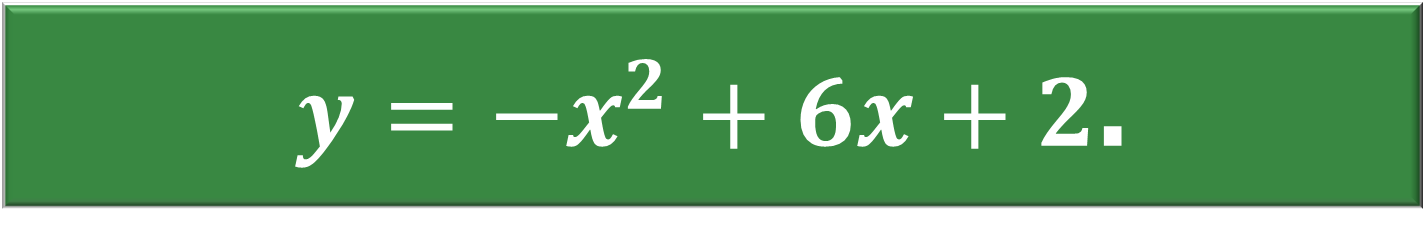 y = −x² + 6x + 2.